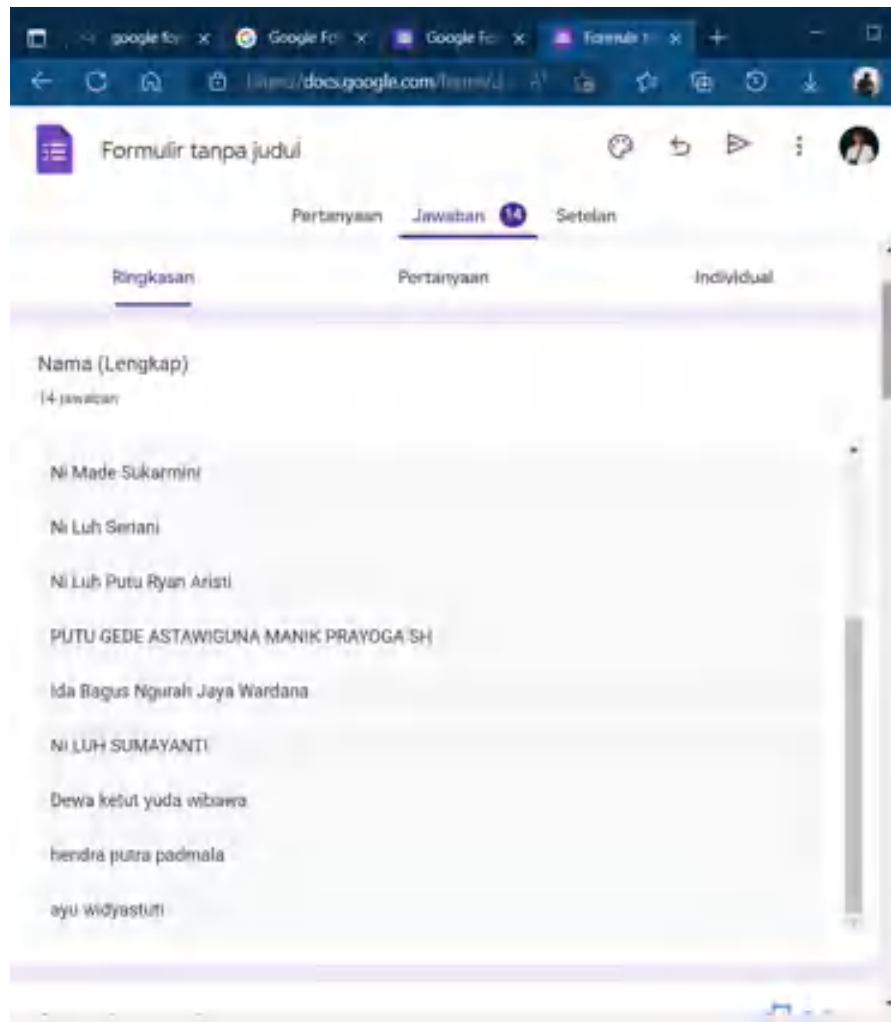 google for
Google Fo
Google Fo
Formulir t
docs.google.com/forms/d
Formulir tanpa judul
Pertanyaan Jawaban 14 Setelan
Ringkasan Pertanyaan Individual
Nama (Lengkap)
14 jawaban
Ni Made Sukarmini
Ni Luh Seriani
Ni Luh Putu Ryan Aristi
PUTU GEDE ASTAWIGUNA MANIK PRAYOGA SH
Ida Bagus Ngurah Jaya Wardana
NI LUH SUMAYANTI
Dewa ketut yuda wibawa
hendra putra padmala
ayu widyastuti